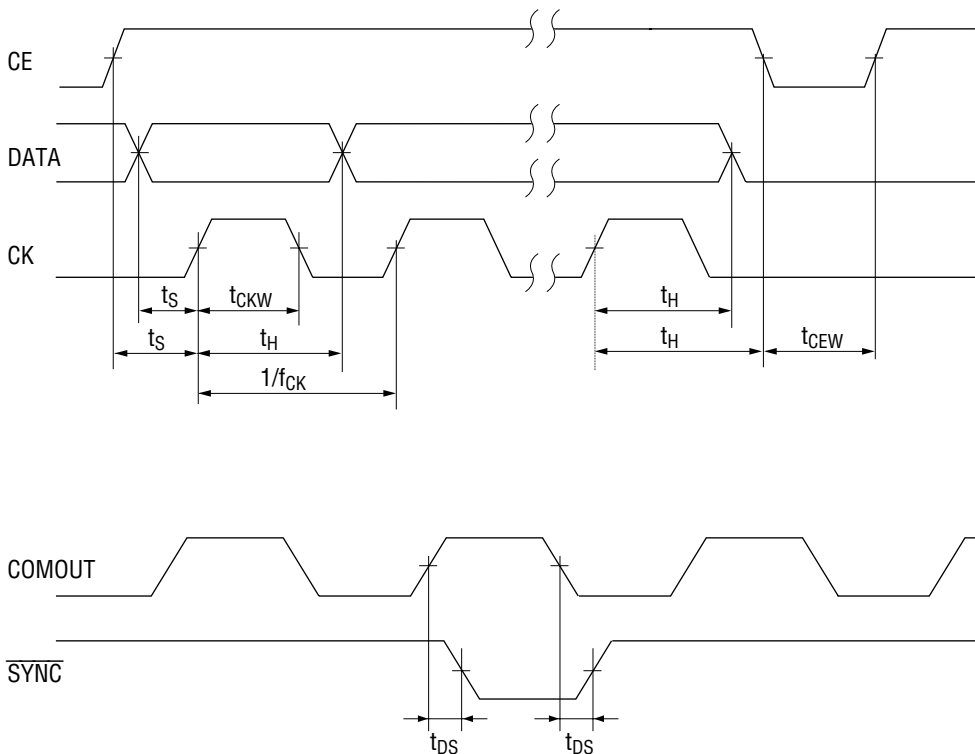 CE
DATA
CK
tS tCKW tH
tS tH tH tCEW
1/fCK
COMOUT
SYNC
tDS tDS